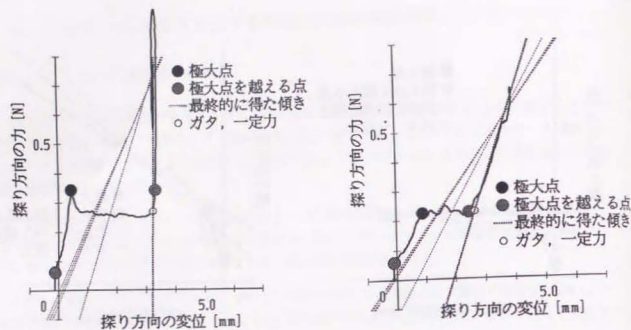 探り方向の力 [N]
0.5
0
5.0
探り方向の変位 [mm]
極大点
極大点を越える点
最終的に得た傾き
ガタ，一定力
探り方向の力 [N]
0.5
0
5.0
探り方向の変位 [mm]
極大点
極大点を越える点
最終的に得た傾き
ガタ，一定力